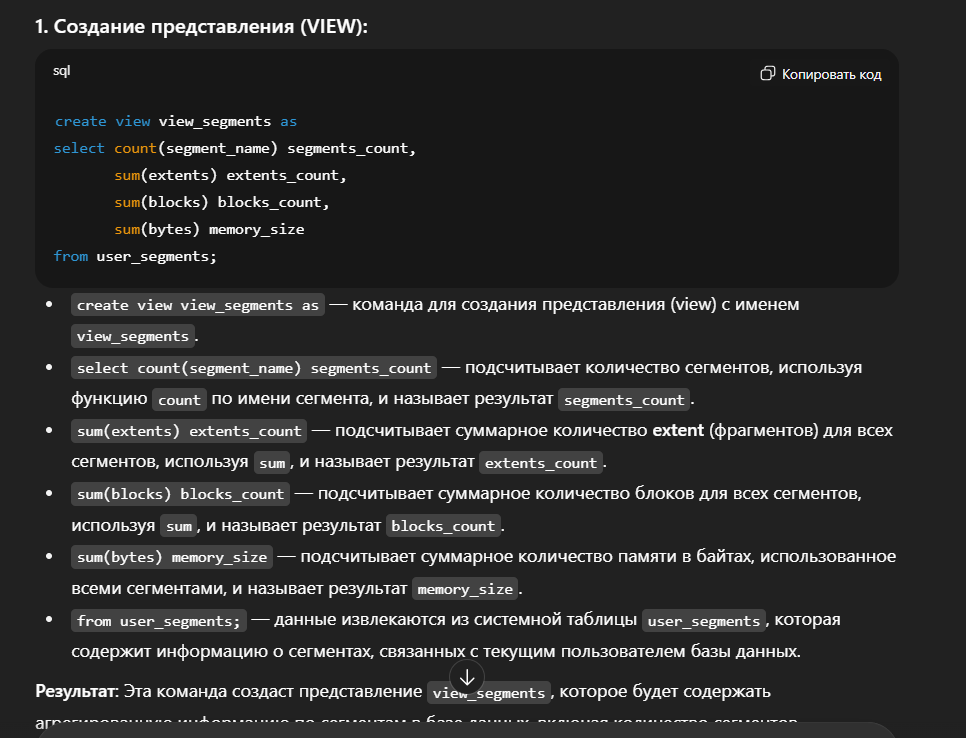 1. Создание представления (VIEW):
sql
Копировать код
create view view_segments as
select count(segment_name) segments_count,
sum(extents) extents_count,
sum(blocks) blocks_count,
sum(bytes) memory_size
from user_segments;
• create view view_segments as — команда для создания представления (view) с именем
view_segments.
• select count(segment_name) segments_count — подсчитывает количество сегментов, используя
функцию count по имени сегмента, и называет результат segments_count.
• sum(extents) extents_count — подсчитывает суммарное количество extent (фрагментов) для всех
сегментов, используя sum, и называет результат extents_count.
• sum(blocks) blocks_count — подсчитывает суммарное количество блоков для всех сегментов,
используя sum, и называет результат blocks_count.
• sum(bytes) memory_size — подсчитывает суммарное количество памяти в байтах, использованное
всеми сегментами, и называет результат memory_size.
• from user_segments; — данные извлекаются из системной таблицы user_segments, которая
содержит информацию о сегментах, связанных с текущим пользователем базы данных.
Результат: Эта команда создаст представление view_segments, которое будет содержать
агрегированную информацию по сегментам в базе данных, включая количество сегментов,